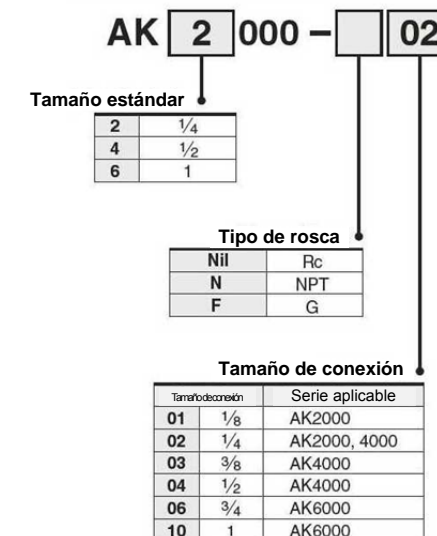 AK 2 000 – 02
Tamaño estándar
2 1/4
4 1/2
6 1
Tipo de rosca
Nil Rc
N NPT
F G
Tamaño de conexión
Tamaño de conexión Serie aplicable
01 1/8 AK2000
02 1/4 AK2000, 4000
03 3/8 AK4000
04 1/2 AK4000
06 3/4 AK6000
10 1 AK6000